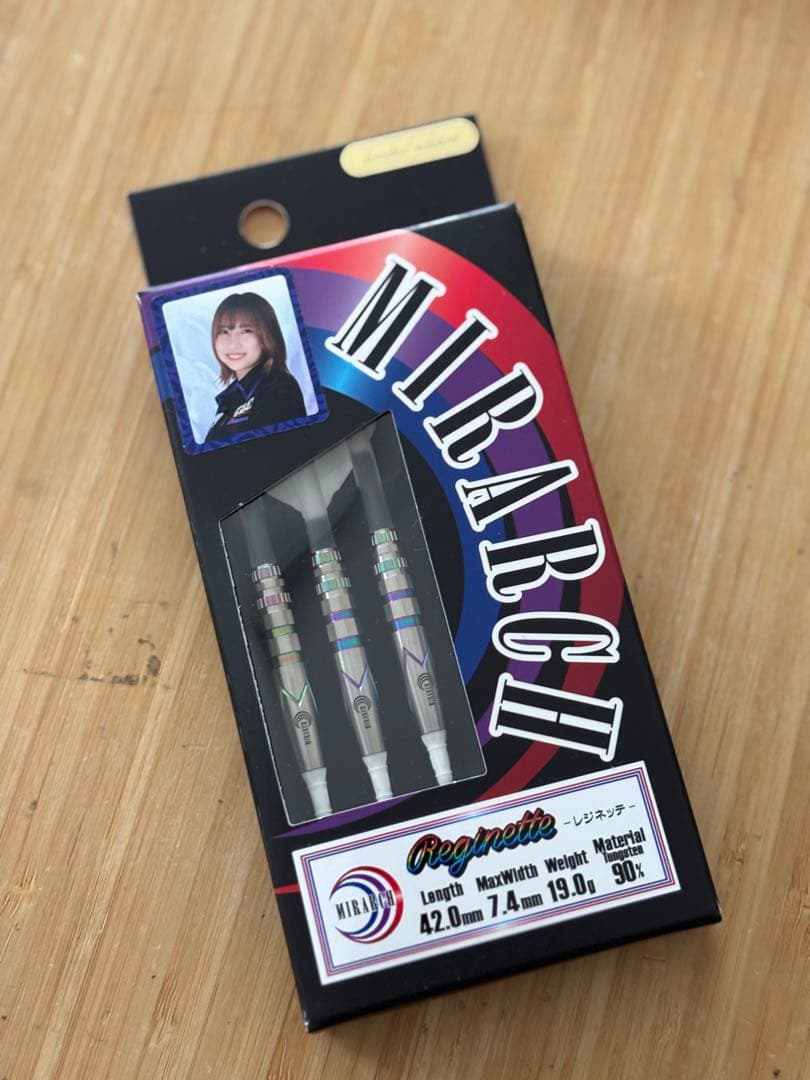 MIRARCH
MIRARCH
Reginette -レジネッテ-
Length MaxWidth Weight Material Tungsten
42.0mm 7.4mm 19.0g 90%